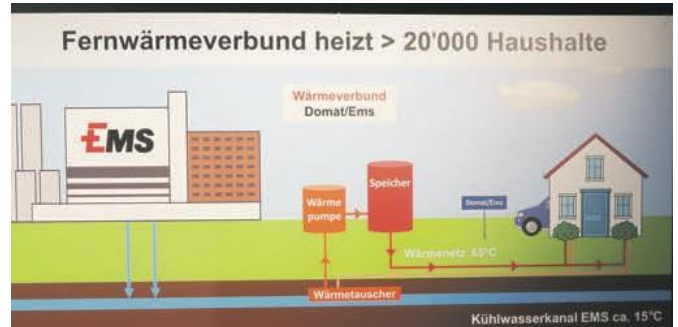 Fernwärmeverbund heizt > 20'000 Haushalte
Wärmeverbund
Domat/Ems
EMS
Speicher
Wärme
pumpe
Domat/Ems
Wärmenetz 65°C
Wärmetauscher
Kühlwasserkanal EMS ca. 15°C